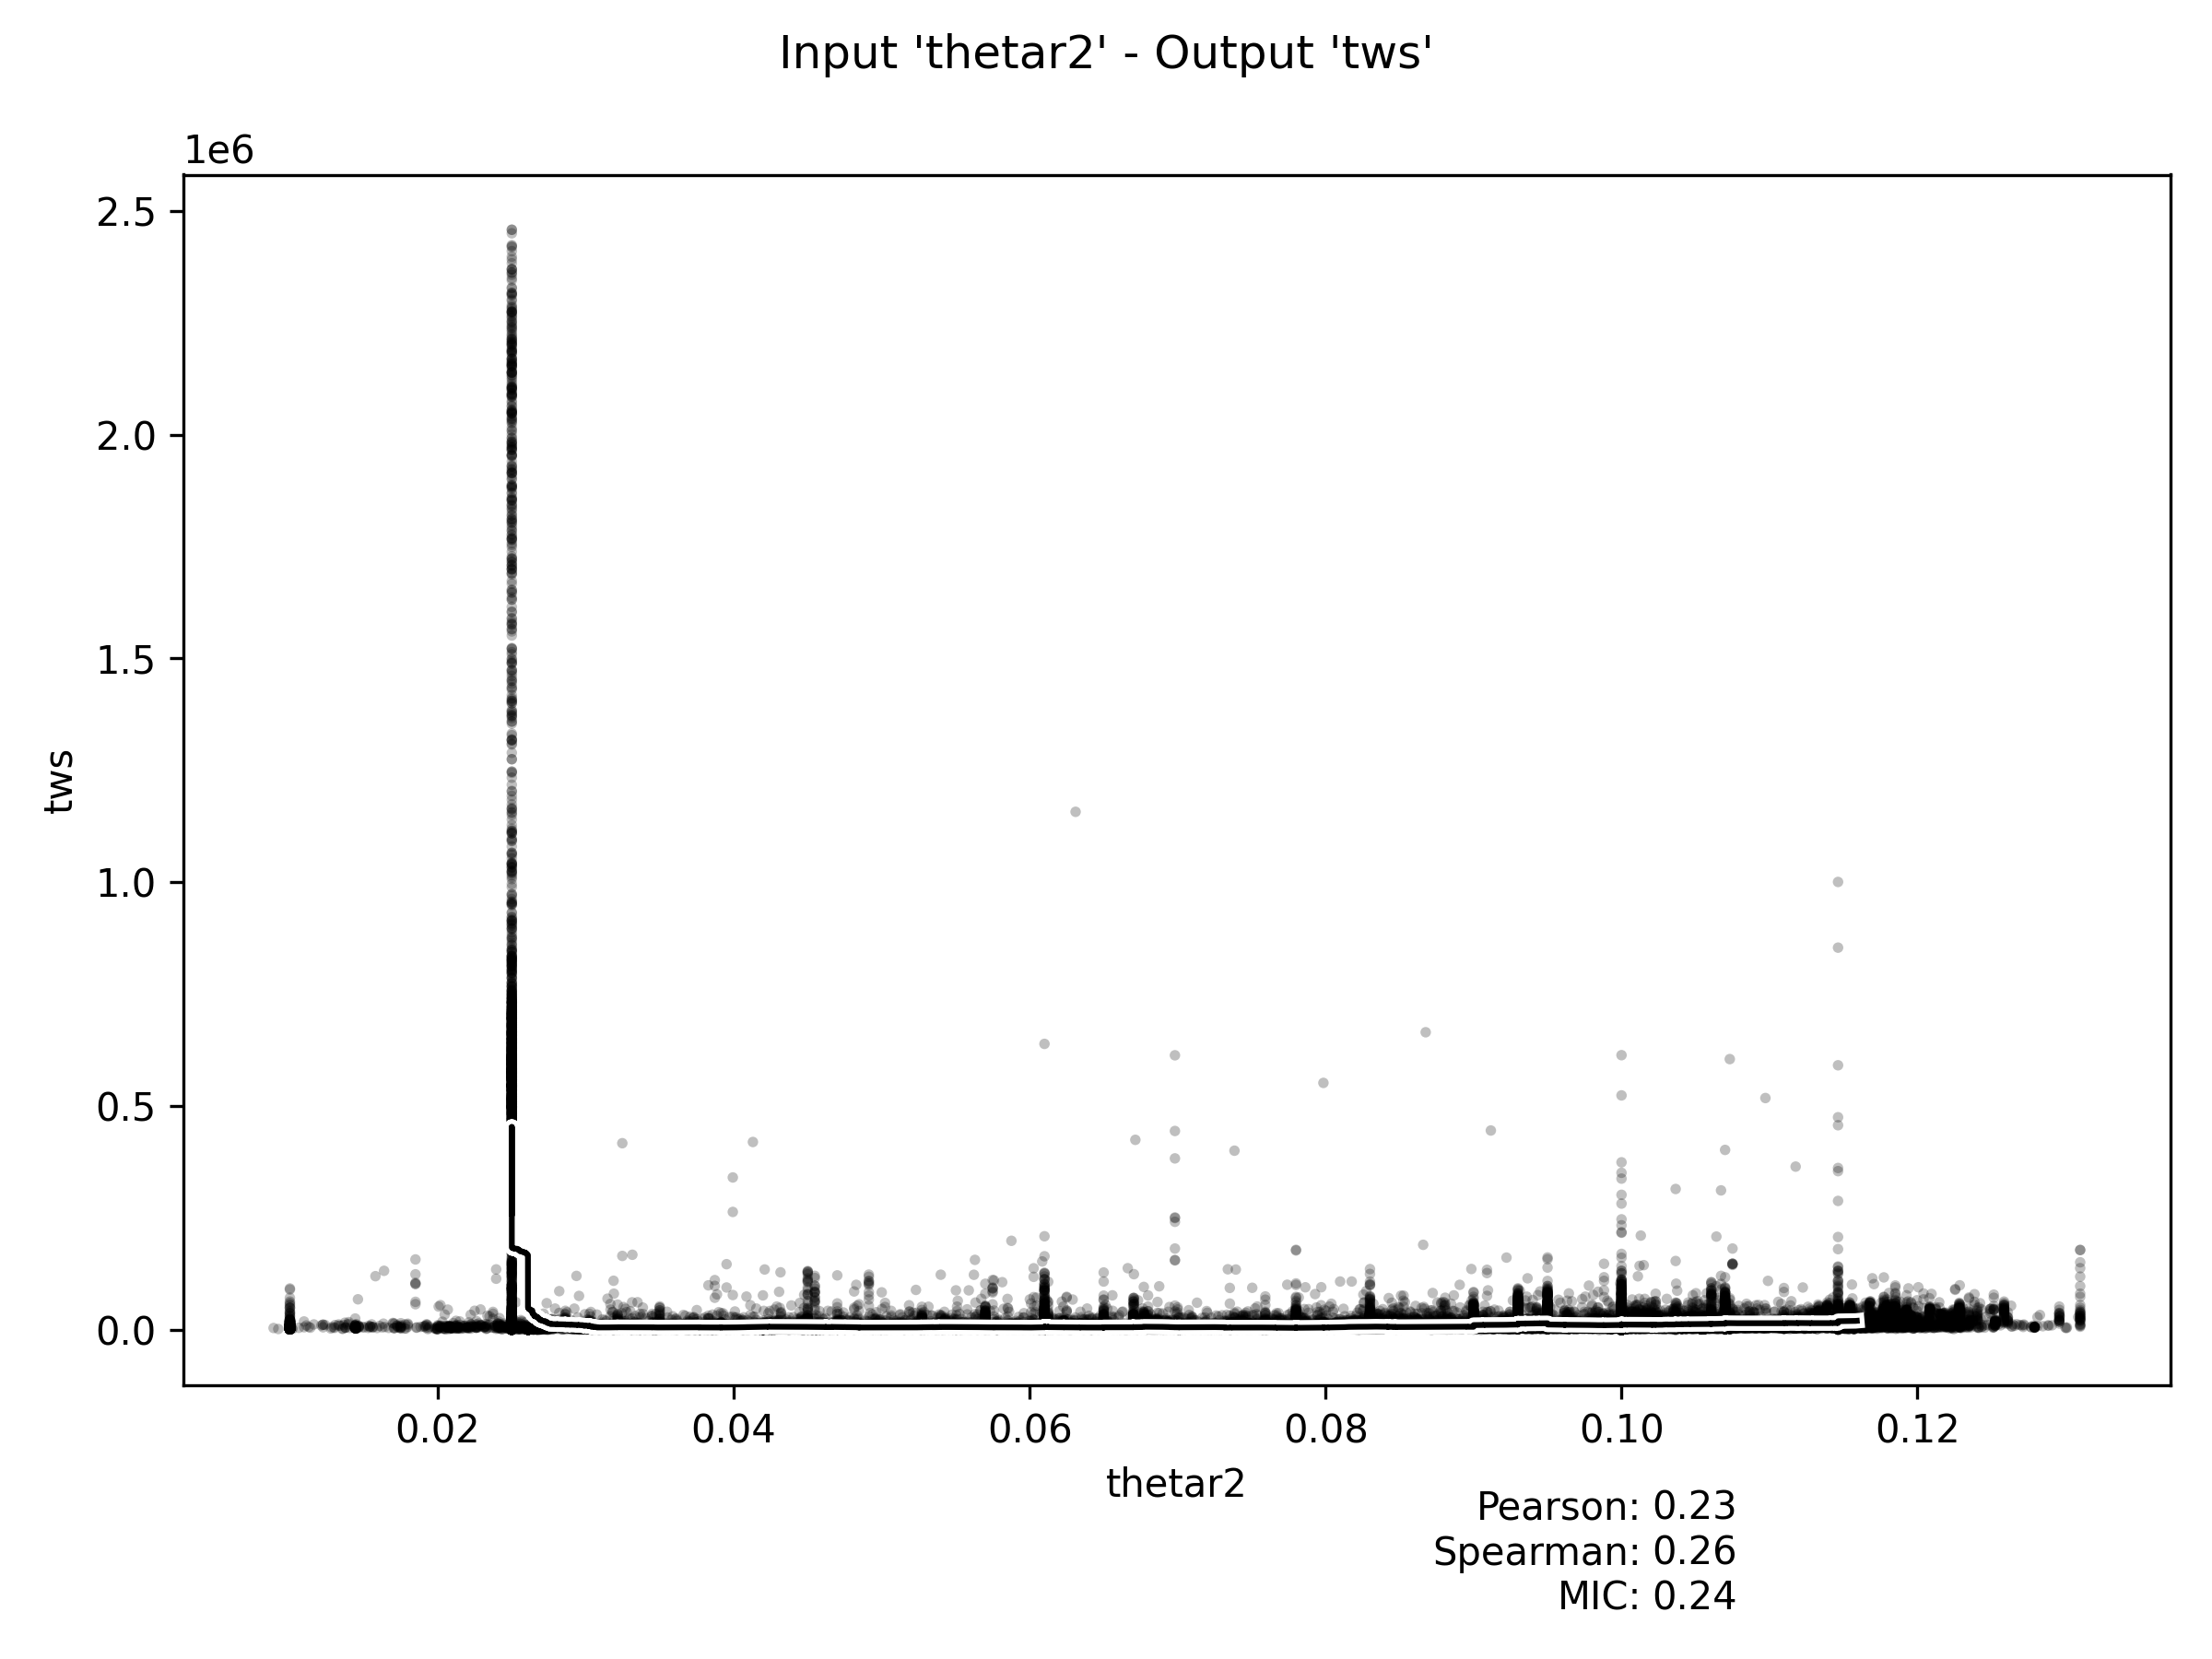 Input 'thetar2' - Output 'tws'
1e6
2.5
2.0
1.5
1.0
0.5
0.0
tws
0.02 0.04 0.06 0.08 0.10 0.12
thetar2
Pearson: 0.23
Spearman: 0.26
MIC: 0.24